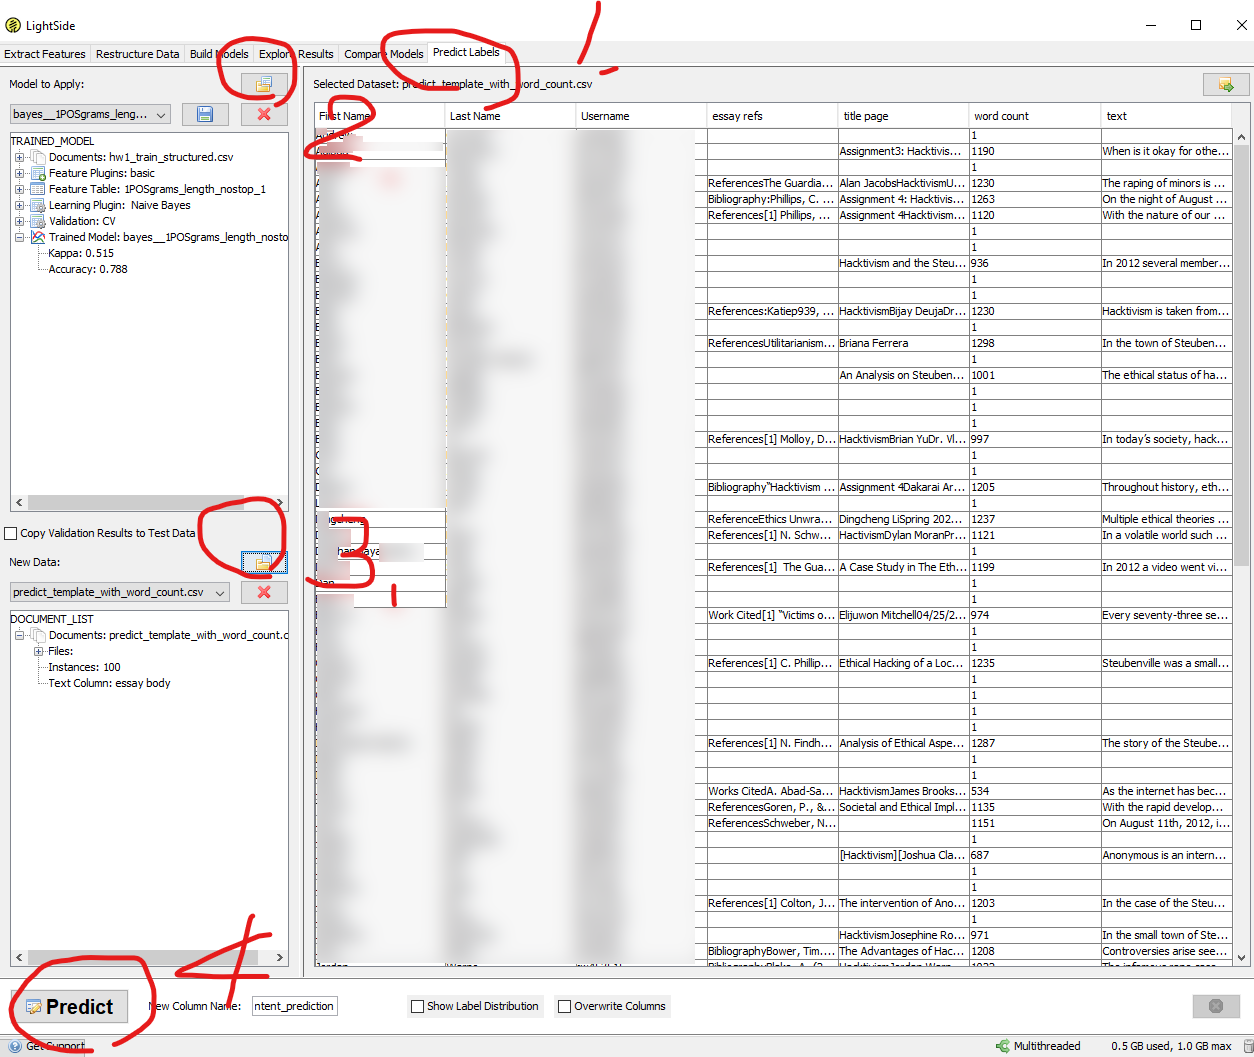 LightSide
Extract Features Restructure Data Build Models Explore Results Compare Models Predict Labels
1.
Model to Apply:
Selected Dataset: predict_template_with_word_count.csv
2
bayes__1POSgrams_leng...
First Name Last Name Username essay refs title page word count text
TRAINED_MODEL
Documents: hw1_train_structured.csv
Feature Plugins: basic
Feature Table: 1POSgrams_length_nostop_1
Learning Plugin: Naive Bayes
Validation: CV
Trained Model: bayes__1POSgrams_length_nosto
Kappa: 0.515
Accuracy: 0.788
Copy Validation Results to Test Data
New Data:
3.
predict_template_with_word_count.csv
DOCUMENT_LIST
Documents: predict_template_with_word_count.c
Files:
Instances: 100
Text Column: essay body
1
Assignment3: Hacktivis... 1190 When is it okay for othe...
1
ReferencesThe Guardia... Alan JacobsHacktivismU... 1230 The raping of minors is ...
Bibliography:Phillips, C. ... Assignment 4: Hacktivis... 1263 On the night of August ...
References[1] Phillips, ... Assignment 4Hacktivism... 1120 With the nature of our ...
1
1
Hacktivism and the Steu... 936 In 2012 several member...
1
1
References:Katiep939, ... HacktivismBijay DeujaDr... 1230 Hacktivism is taken from...
1
ReferencesUtilitarianism... Briana Ferrera 1298 In the town of Steuben...
1
An Analysis on Steuben... 1001 The ethical status of ha...
1
1
1
References[1] Molloy, D... HacktivismBrian YuDr. Vl... 997 In today's society, hack...
1
1
Bibliography"Hacktivism ... Assignment 4Dakarai Ar... 1205 Throughout history, eth...
1
ReferenceEthics Unwra... Dingcheng LiSpring 202... 1237 Multiple ethical theories ...
References[1] N. Schw... HacktivismDylan MoranPr... 1121 In a volatile world such ...
1
References[1] The Gua... A Case Study in The Eth... 1199 In 2012 a video went vi...
1
1
Work Cited[1] "Victims o... Elijuwon Mitchell04/25/2... 974 Every seventy-three se...
1
1
References[1] C. Phillip... Ethical Hacking of a Loc... 1235 Steubenville was a small...
1
1
1
1
References[1] N. Findh... Analysis of Ethical Aspe... 1287 The story of the Steube...
1
1
Works CitedA. Abad-Sa... HacktivismJames Brooks... 534 As the internet has bec...
ReferencesGoren, P., &... Societal and Ethical Impl... 1135 With the rapid develop...
ReferencesSchweber, N... 1151 On August 11th, 2012, i...
1
[Hacktivism][Joshua Cla... 687 Anonymous is an intern...
1
1
References[1] Colton, J... The intervention of Ano... 1203 In the case of the Steu...
1
HacktivismJosephine Ro... 971 In the small town of Ste...
BibliographyBower, Tim... The Advantages of Hac... 1208 Controversies arise see...
4
Predict New Column Name: ntent_prediction Show Label Distribution Overwrite Columns
Get Support Multithreaded 0.5 GB used, 1.0 GB max